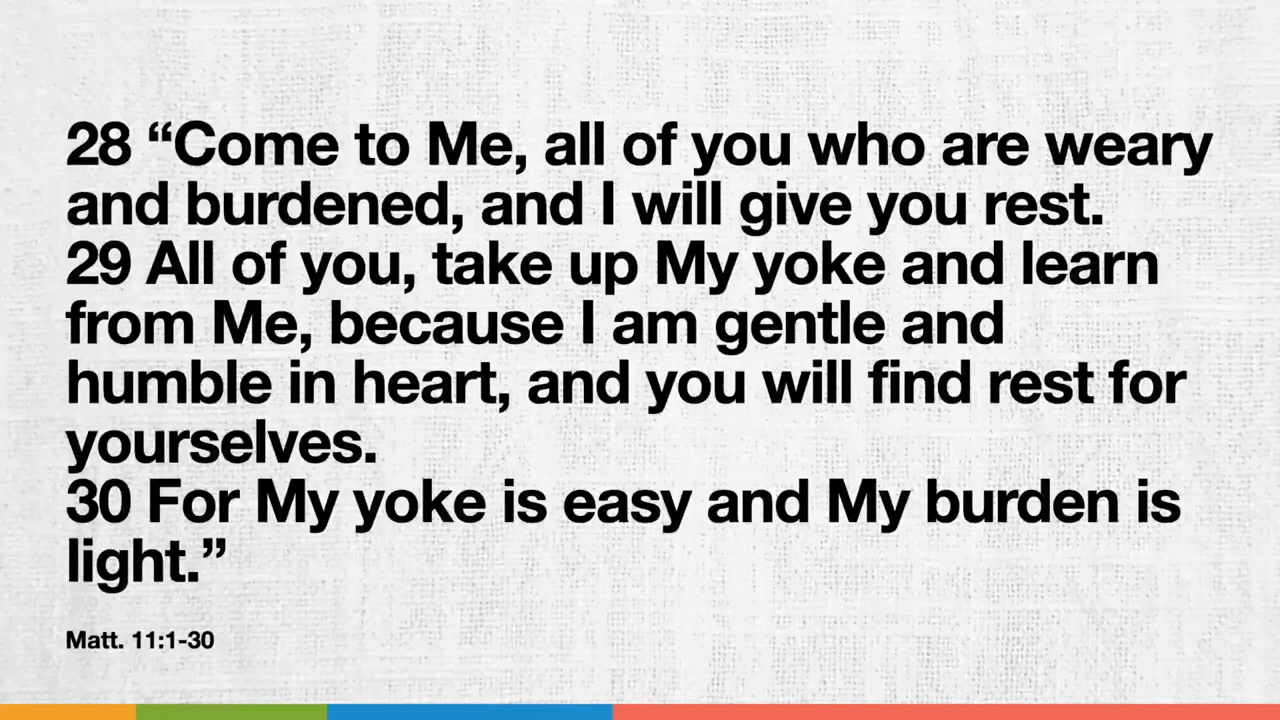 28 “Come to Me, all of you who are weary
and burdened, and I will give you rest.
29 All of you, take up My yoke and learn
from Me, because I am gentle and
humble in heart, and you will find rest for
yourselves.
30 For My yoke is easy and My burden is
light.”
Matt. 11:1-30